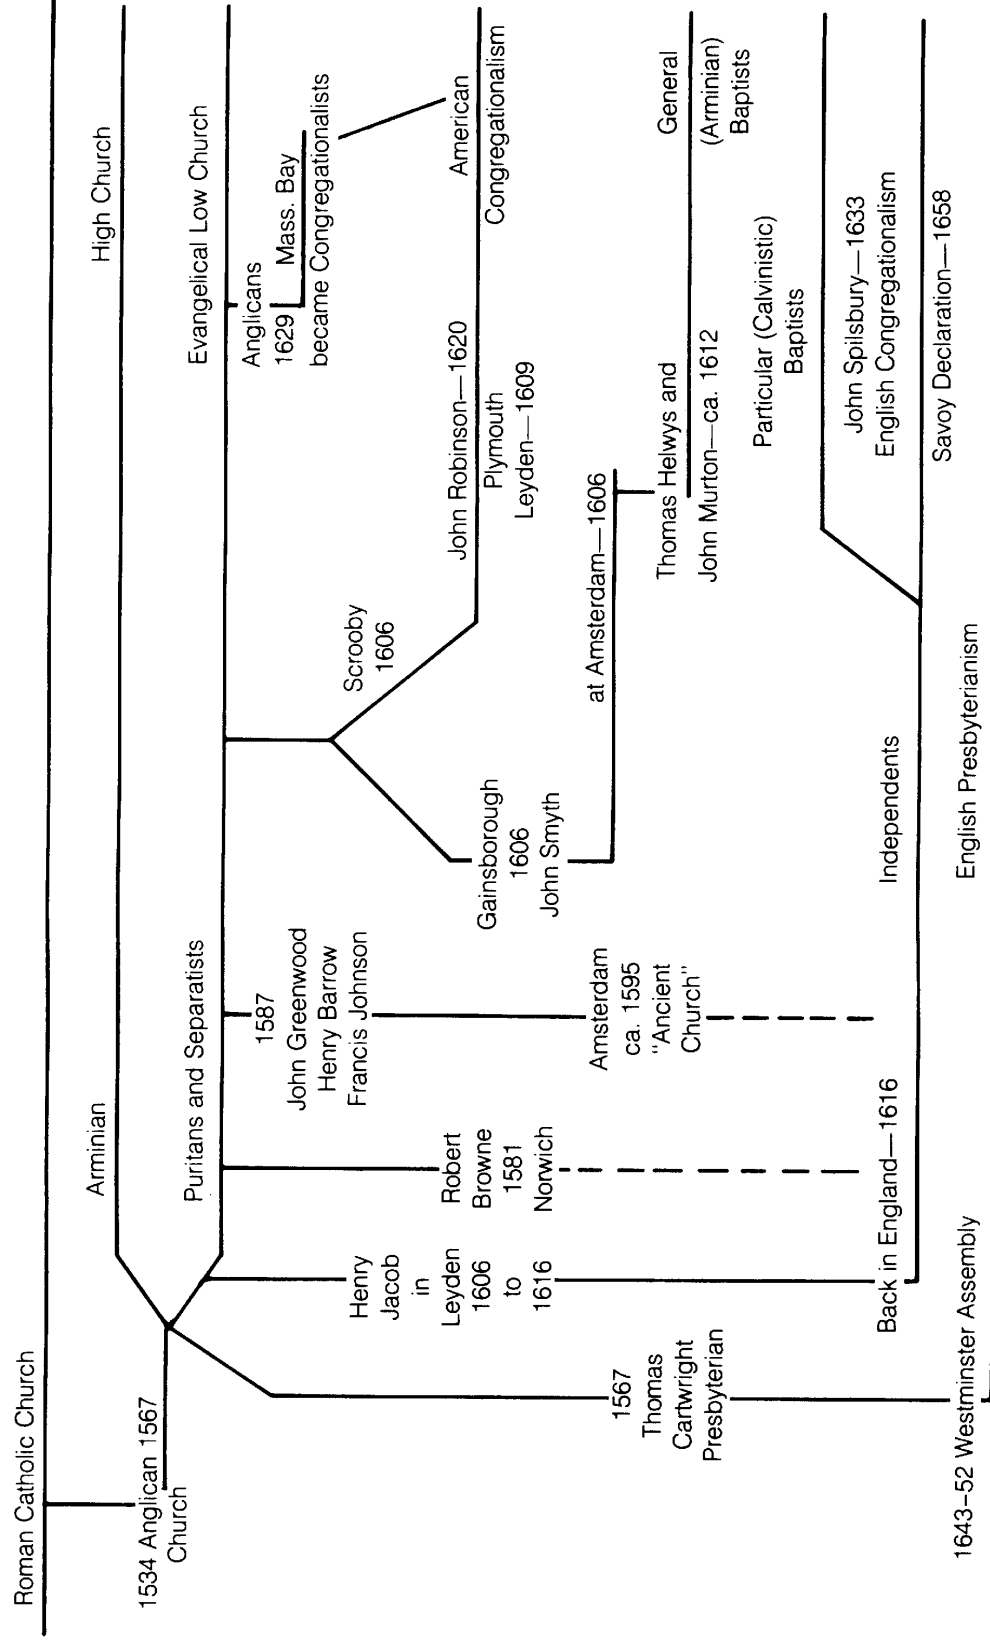 Roman Catholic Church
1534 Anglican 1567
Church
Arminian
High Church
Puritans and Separatists
Evangelical Low Church
Anglicans
1629
Mass. Bay
became Congregationalists
Henry
Jacob
in
Leyden
1606
to
1616
Robert
Browne
1581
Norwich
1587
John Greenwood
Henry Barrow
Francis Johnson
Amsterdam
ca. 1595
"Ancient
Church"
Scrooby
1606
Gainsborough
1606
John Smyth
John Robinson—1620
Plymouth
Leyden—1609
American
Congregationalism
at Amsterdam—1606
Thomas Helwys and
John Murton—ca. 1612
General
(Arminian)
Baptists
1567
Thomas
Cartwright
Presbyterian
Particular (Calvinistic)
Baptists
John Spilsbury—1633
English Congregationalism
Back in England—1616
Independents
Savoy Declaration—1658
1643–52 Westminster Assembly
English Presbyterianism